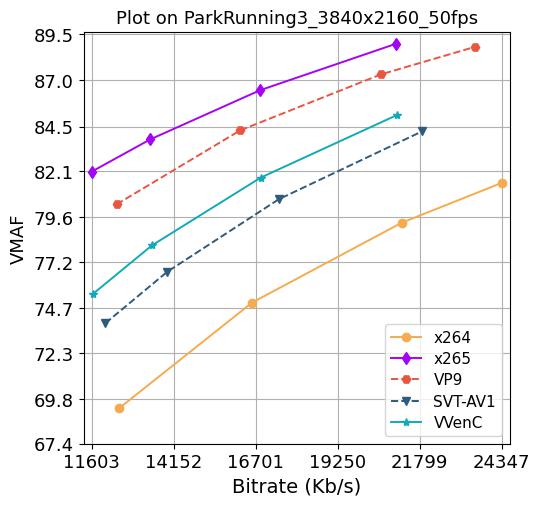 Plot on ParkRunning3_3840x2160_50fps
89.5
87.0
84.5
82.1
79.6
77.2
74.7
72.3
69.8
67.4
VMAF
x264
x265
VP9
SVT-AV1
VVenC
11603 14152 16701 19250 21799 24347
Bitrate (Kb/s)